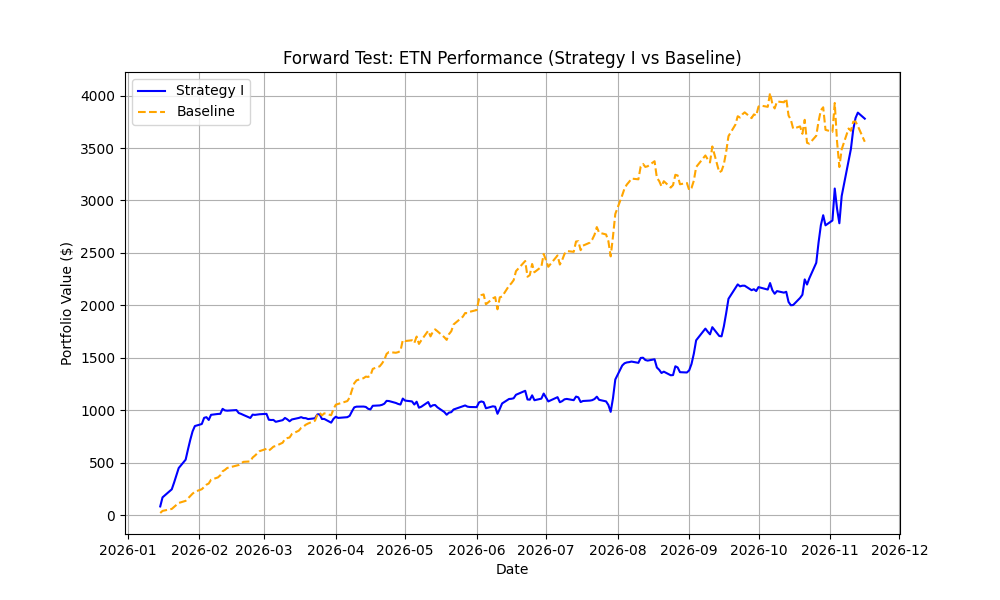 Forward Test: ETN Performance (Strategy I vs Baseline)
Strategy I
Baseline
Portfolio Value ($)
4000
3500
3000
2500
2000
1500
1000
500
0
2026-01 2026-02 2026-03 2026-04 2026-05 2026-06 2026-07 2026-08 2026-09 2026-10 2026-11 2026-12
Date